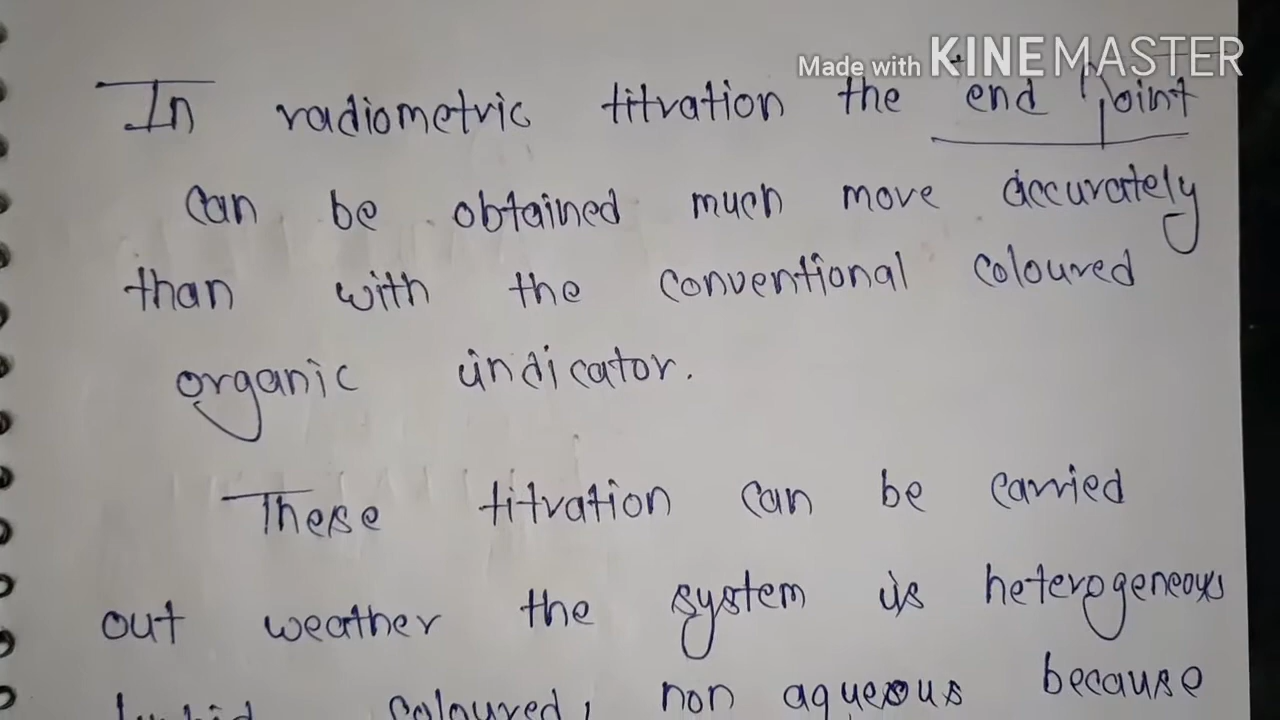 Made with KINEMASTER
In radiometric titration the end point
can be obtained much more accurately
than with the conventional coloured
organic indicator.
These titration can be carried
out weather the system is heterogeneous
coloured, non aqueous because